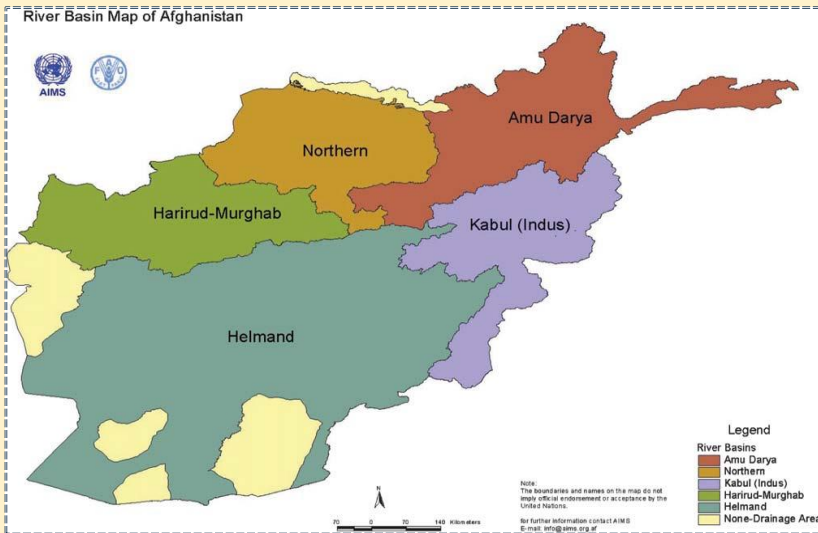 River Basin Map of Afghanistan
AIMS
F A O
Amu Darya
Northern
Harirud-Murghab
Kabul (Indus)
Helmand
Legend
River Basins
Amu Darya
Northern
Kabul (Indus)
Harirud-Murghab
Helmand
None-Drainage Area
N
70 0 70 140 Kilometers
Note:
The boundaries and names on the map do not
imply official endorsement or acceptance by the
United Nations.
for further information contact AIMS
E-mail: info@aims.org.af